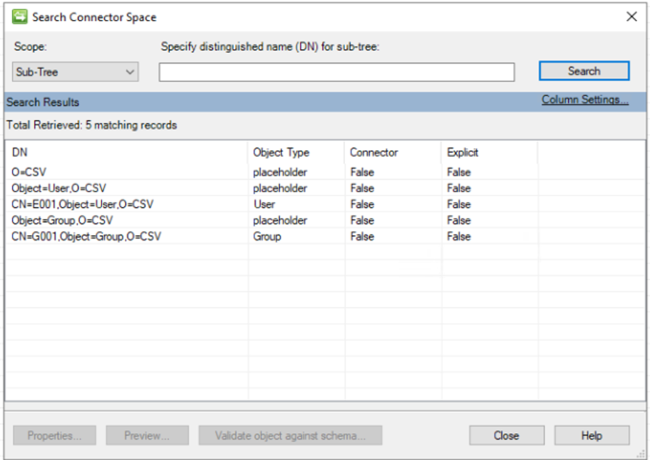 Search Connector Space
Scope: Specify distinguished name (DN) for sub-tree:
Sub-Tree Search
Search Results Column Settings...
Total Retrieved: 5 matching records
DN Object Type Connector Explicit
O=CSV placeholder False False
Object=User,O=CSV placeholder False False
CN=E001,Object=User,O=CSV User False False
Object=Group,O=CSV placeholder False False
CN=G001,Object=Group,O=CSV Group False False
Properties... Preview... Validate object against schema... Close Help